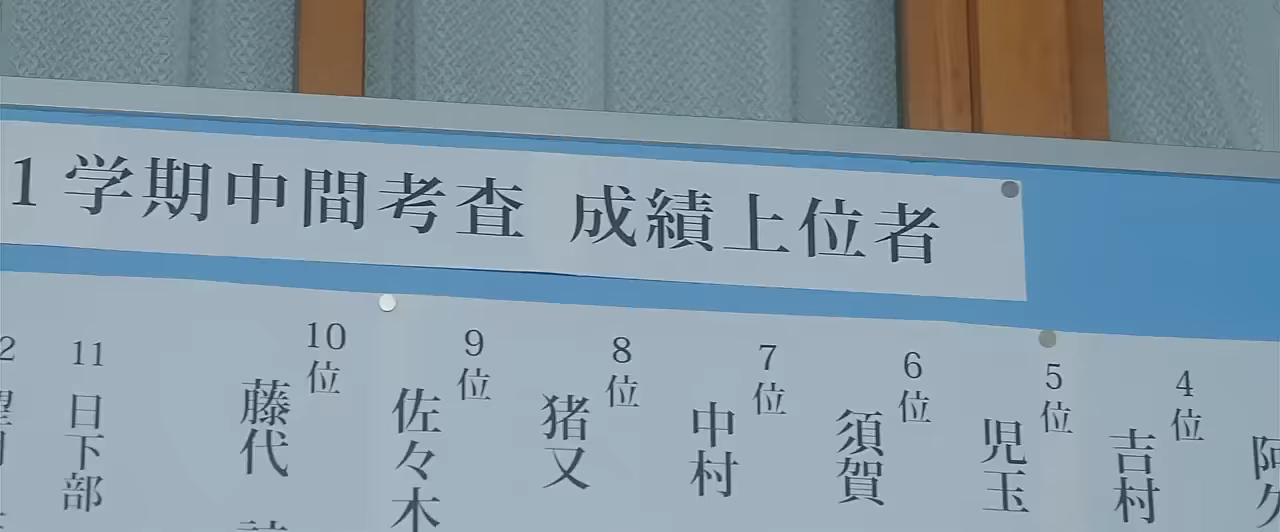 1学期中間考査 成績上位者
4位
吉村
5位
児玉
6位
須賀
7位
中村
8位
猪又
9位
佐々木
10位
藤代
11
日下部